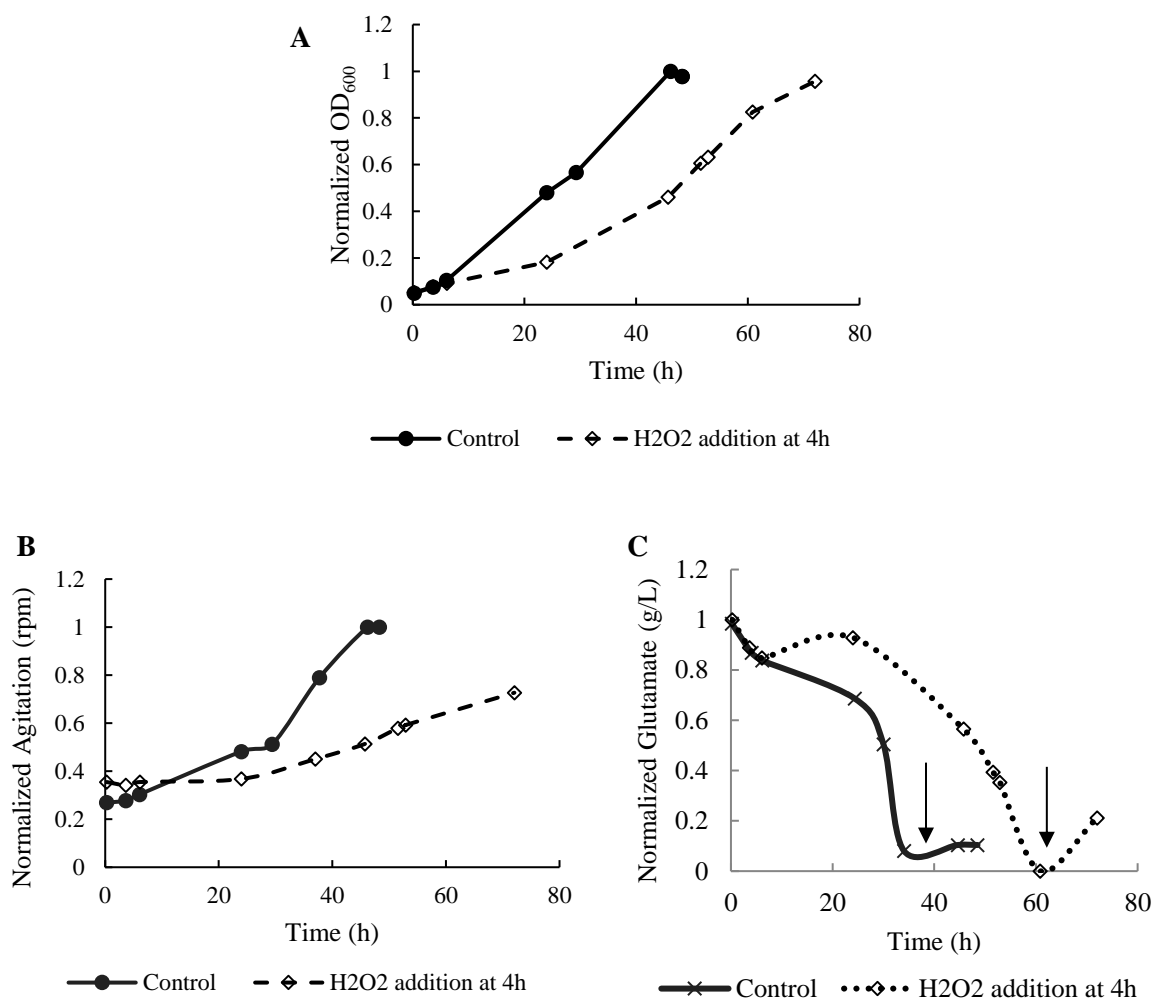 A
Normalized OD600
1.2
1
0.8
0.6
0.4
0.2
0
0 20 40 60 80
Time (h)
Control H2O2 addition at 4h
B
Normalized Agitation (rpm)
1.2
1
0.8
0.6
0.4
0.2
0
0 20 40 60 80
Time (h)
Control H2O2 addition at 4h
C
Normalized Glutamate (g/L)
1.2
1
0.8
0.6
0.4
0.2
0
0 20 40 60 80
Time (h)
Control H2O2 addition at 4h